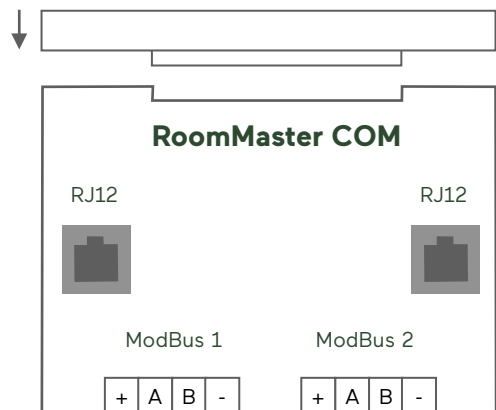 RoomMaster COM
RJ12 RJ12
ModBus 1 ModBus 2
+ A B - + A B -